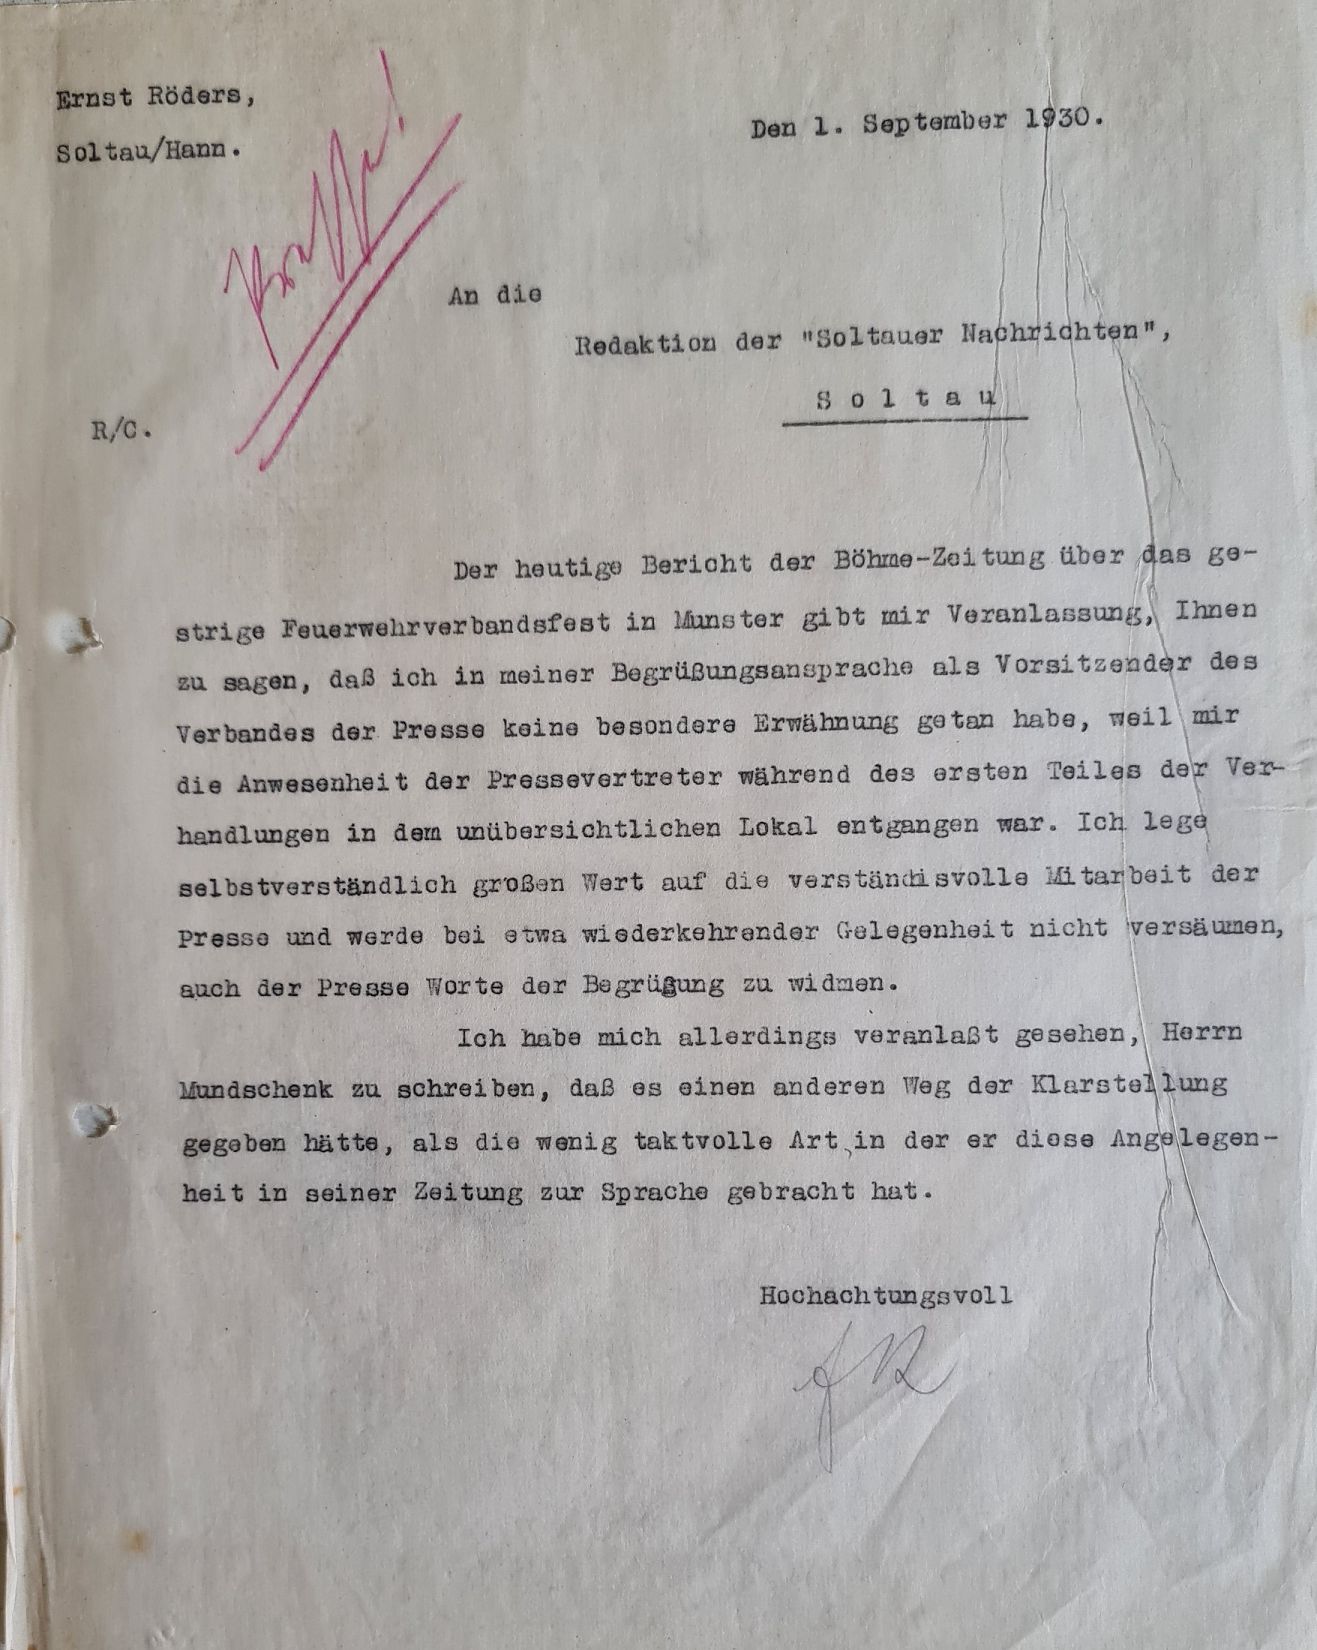 Ernst Röders,
Soltau/Hann.
Den 1. September 1930.
An die
Redaktion der "Soltauer Nachrichten",
S o l t a u
R/C.
Der heutige Bericht der Böhme-Zeitung über das ge-
strige Feuerwehrverbandsfest in Munster gibt mir Veranlassung, Ihnen
zu sagen, daß ich in meiner Begrüßungsansprache als Vorsitzender des
Verbandes der Presse keine besondere Erwähnung getan habe, weil mir
die Anwesenheit der Pressevertreter während des ersten Teiles der Ver-
handlungen in dem unübersichtlichen Lokal entgangen war. Ich lege
selbstverständlich großen Wert auf die verständisvolle Mitarbeit der
Presse und werde bei etwa wiederkehrender Gelegenheit nicht versäumen,
auch der Presse Worte der Begrüßung zu widmen.
Ich habe mich allerdings veranlaßt gesehen, Herrn
Mundschenk zu schreiben, daß es einen anderen Weg der Klarstellung
gegeben hätte, als die wenig taktvolle Art, in der er diese Angelegen-
heit in seiner Zeitung zur Sprache gebracht hat.
Hochachtungsvoll